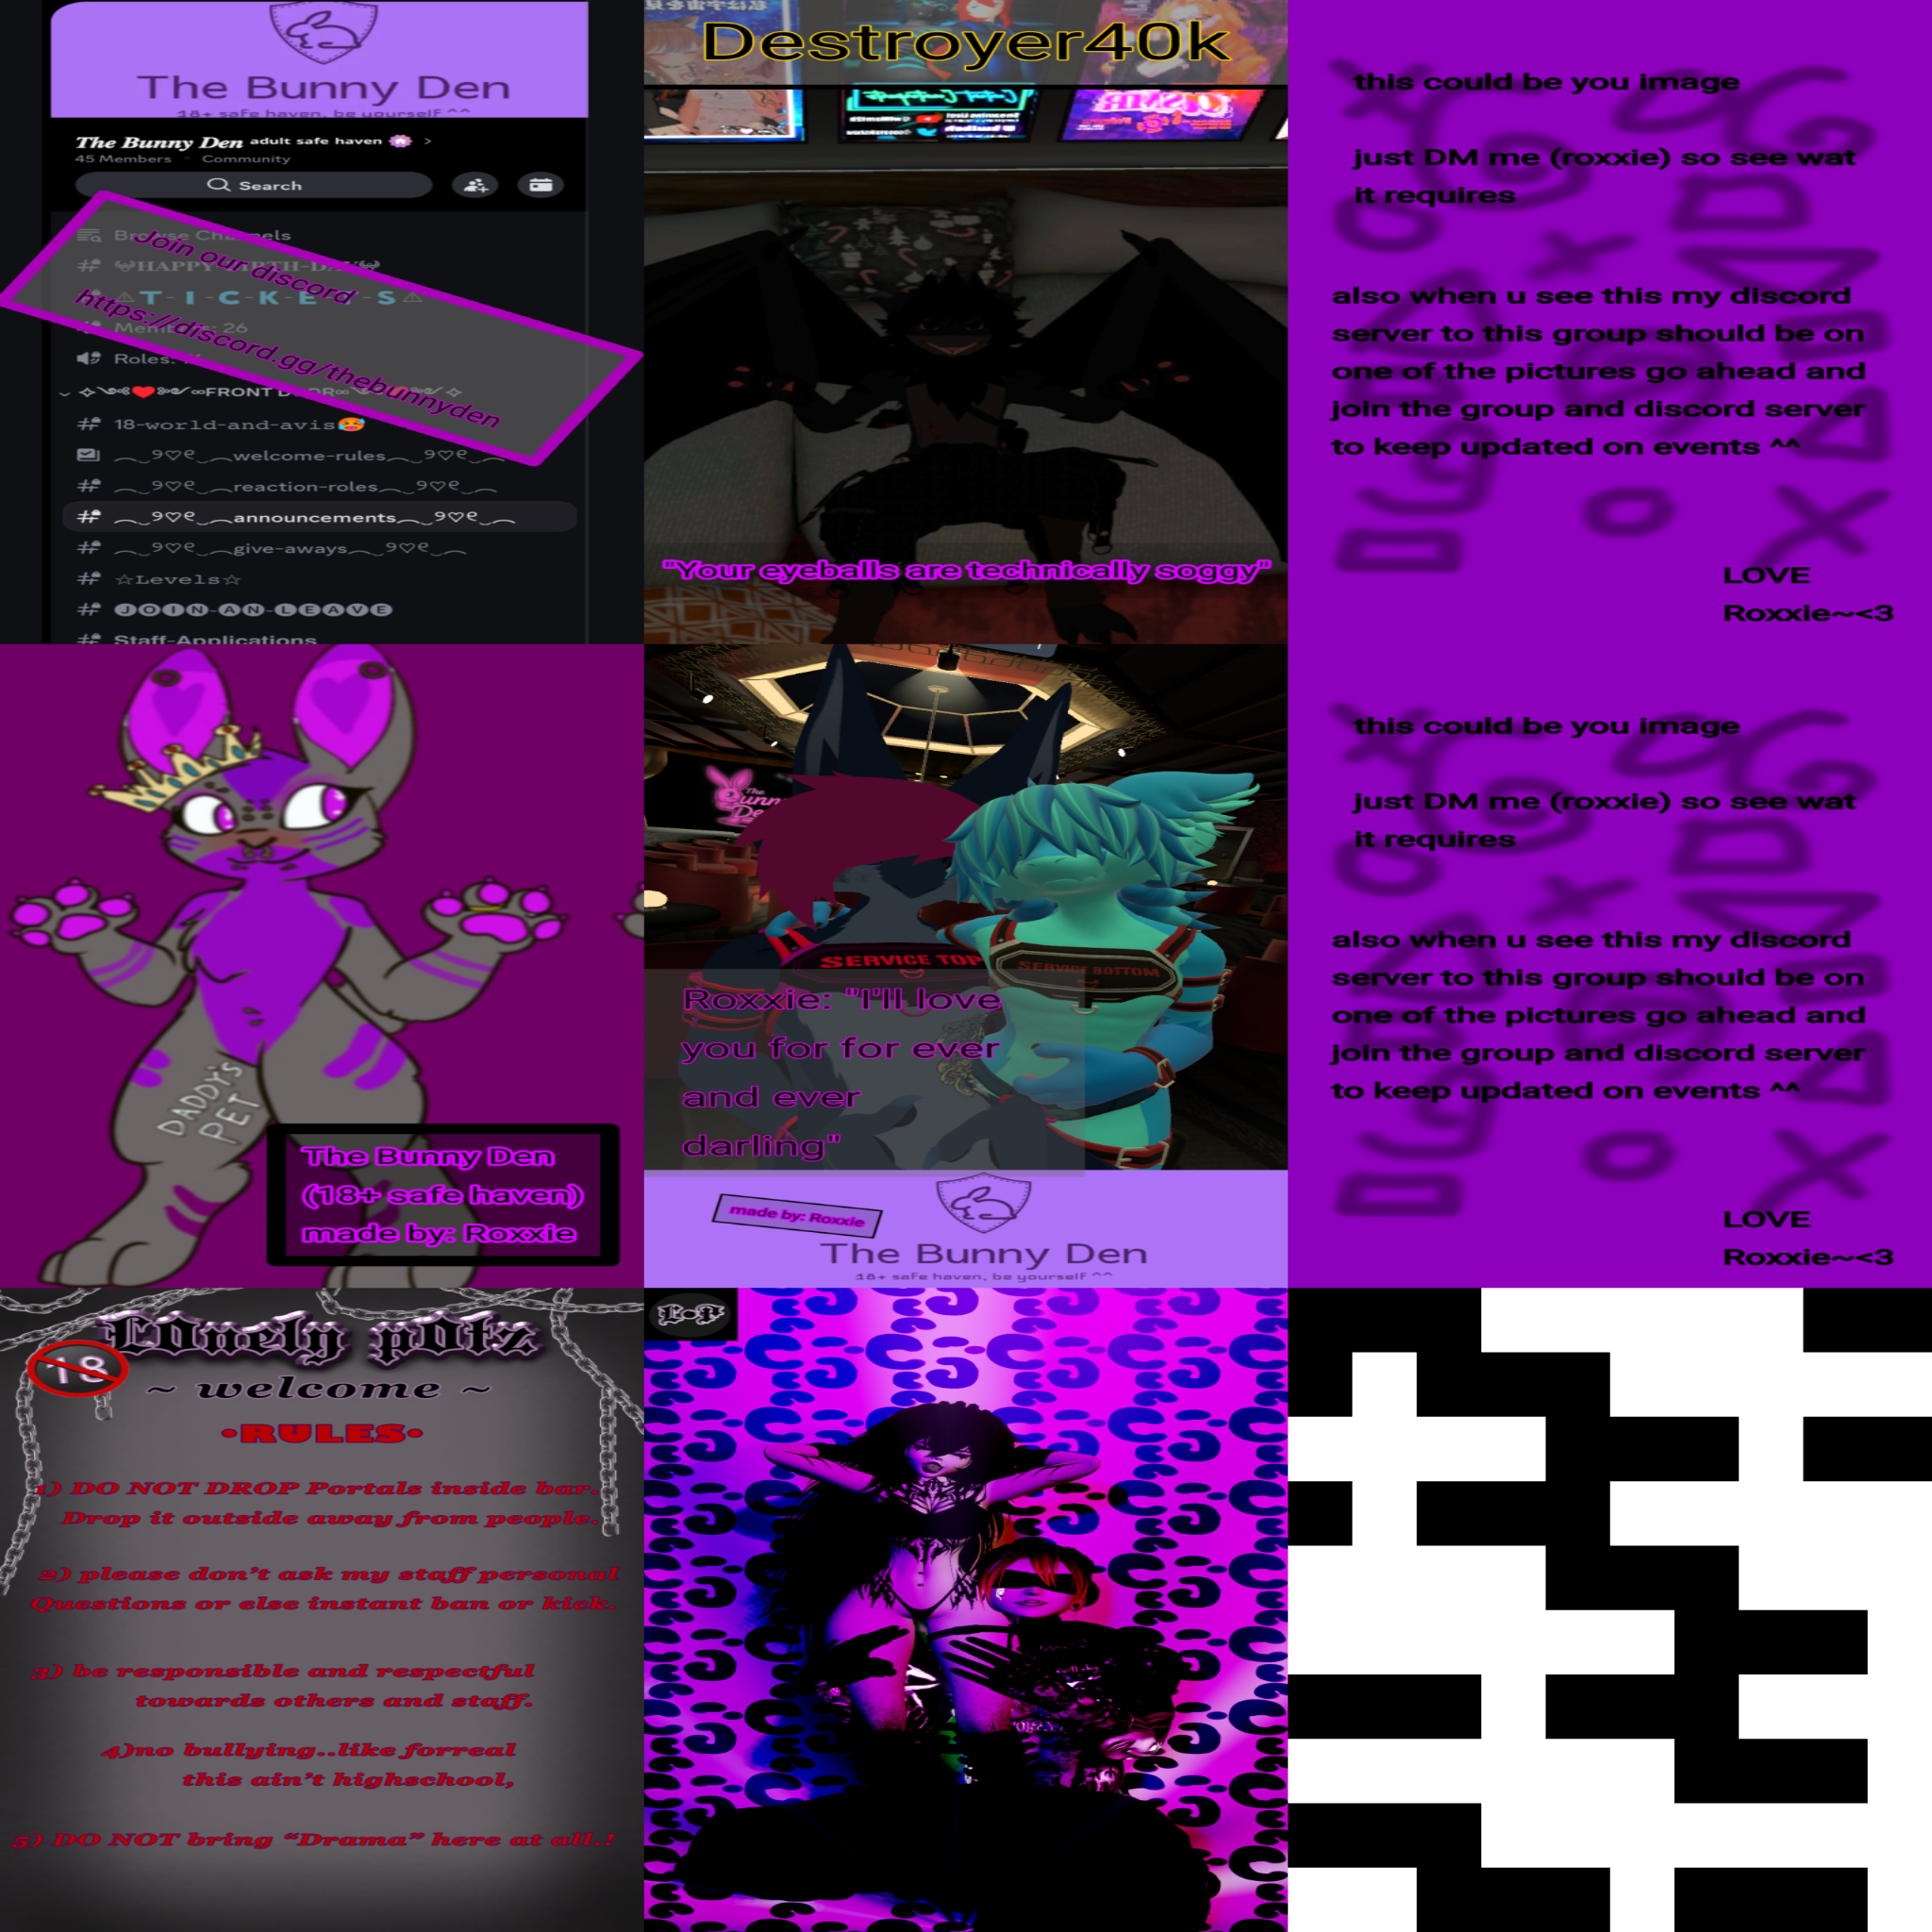 The Bunny Den
18+ safe haven, be yourself ^^
The Bunny Den adult safe haven
45 Members Community
Search
Browse Channels
Join our discord
https://discord.gg/thebunnyden
T-I-C-K-E-T-S
Members: 26
Roles:
18-world-and-avis🥵
welcome-rules
reaction-roles
announcements
give-aways
☆Levels☆
JOIN-AN-LEAVE
Staff-Applications
Destroyer40k
"Your eyeballs are technically soggy"
this could be you image
just DM me (roxxie) so see wat
it requires
also when u see this my discord
server to this group should be on
one of the pictures go ahead and
join the group and discord server
to keep updated on events ^^
LOVE
Roxxie~<3
DADDY'S
PET
The Bunny Den
(18+ safe haven)
made by: Roxxie
SERVICE TOP
SERVICE BOTTOM
Roxxie: "I'll love
you for for ever
and ever
darling"
made by: Roxxie
The Bunny Den
18+ safe haven, be yourself ^^
this could be you image
just DM me (roxxie) so see wat
it requires
also when u see this my discord
server to this group should be on
one of the pictures go ahead and
join the group and discord server
to keep updated on events ^^
LOVE
Roxxie~<3
L0nely p0tz
18
~ welcome ~
•RULES•
1) DO NOT DROP Portals inside bar.
Drop it outside away from people.
2) please don't ask my staff personal
Questions or else instant ban or kick.
3) be responsible and respectful
towards others and staff.
4)no bullying..like forreal
this ain't highschool,
5) DO NOT bring “Drama” here at all.!
L•P